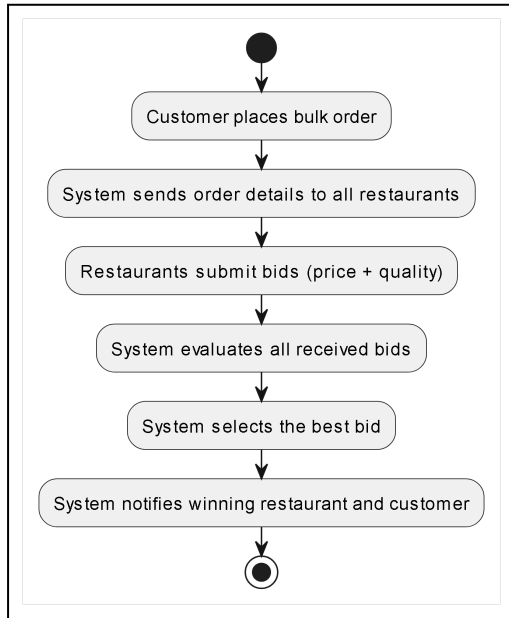 Customer places bulk order
System sends order details to all restaurants
Restaurants submit bids (price + quality)
System evaluates all received bids
System selects the best bid
System notifies winning restaurant and customer